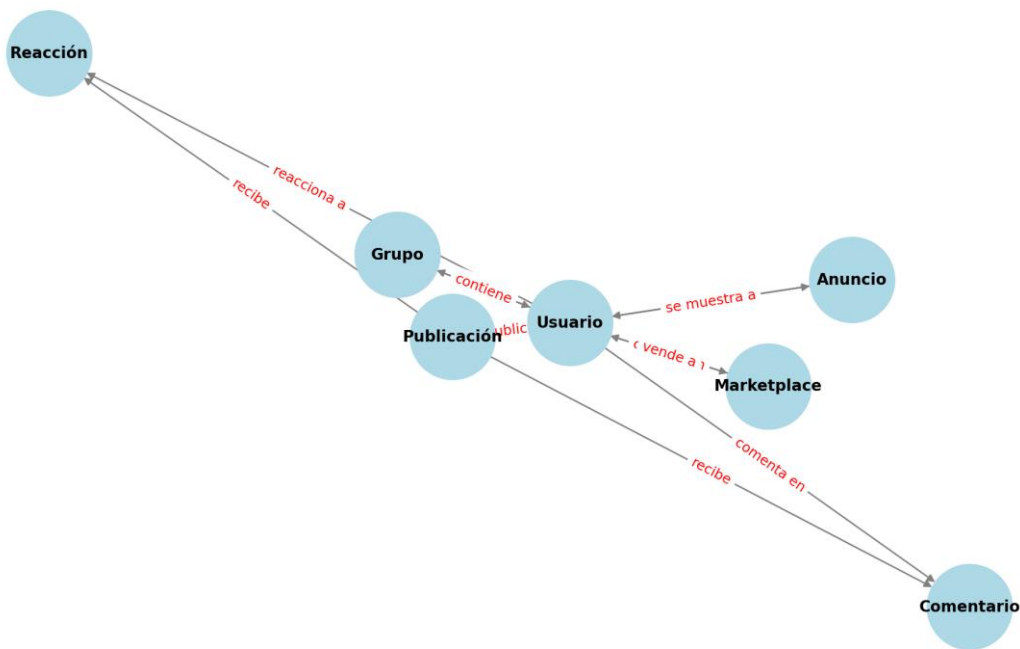 Reacción
reacciona a
recibe
Grupo
contiene
Anuncio
se muestra a
Usuario
Publicación
vende a
Marketplace
comenta en
recibe
Comentario